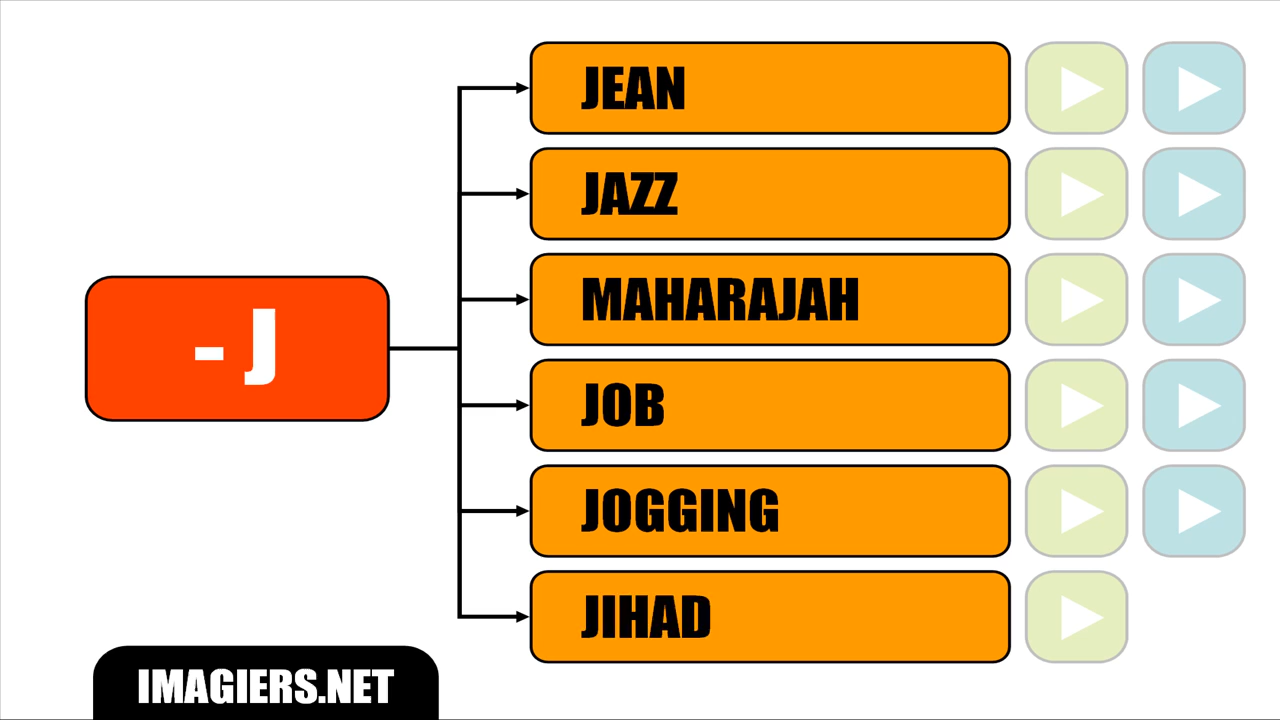 JEAN
JAZZ
MAHARAJAH
- J
JOB
JOGGING
JIHAD
IMAGIERS.NET